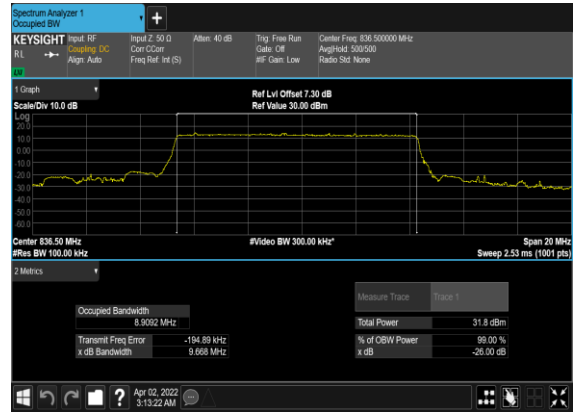 Spectrum Analyzer 1
Occupied BW
KEYSIGHT Input: RF Input Z: 50 Ω Atten: 40 dB Trig: Free Run Center Freq: 836.500000 MHz
RL Coupling: DC Corr CCorr Gate: Off Avg|Hold: 500/500
Align: Auto Freq Ref: Int (S) #IF Gain: Low Radio Std: None
1 Graph
Ref Lvl Offset 7.30 dB
Scale/Div 10.0 dB Ref Value 30.00 dBm
Log
20.0
10.0
0.00
-10.0
-20.0
-30.0
-40.0
-50.0
-60.0
Center 836.50 MHz #Video BW 300.00 kHz* Span 20 MHz
#Res BW 100.00 kHz Sweep 2.53 ms (1001 pts)
2 Metrics
Measure Trace Trace 1
Occupied Bandwidth
8.9092 MHz Total Power 31.8 dBm
Transmit Freq Error -194.89 kHz % of OBW Power 99.00 %
x dB Bandwidth 9.668 MHz x dB -26.00 dB
Apr 02, 2022
3:13:22 AM